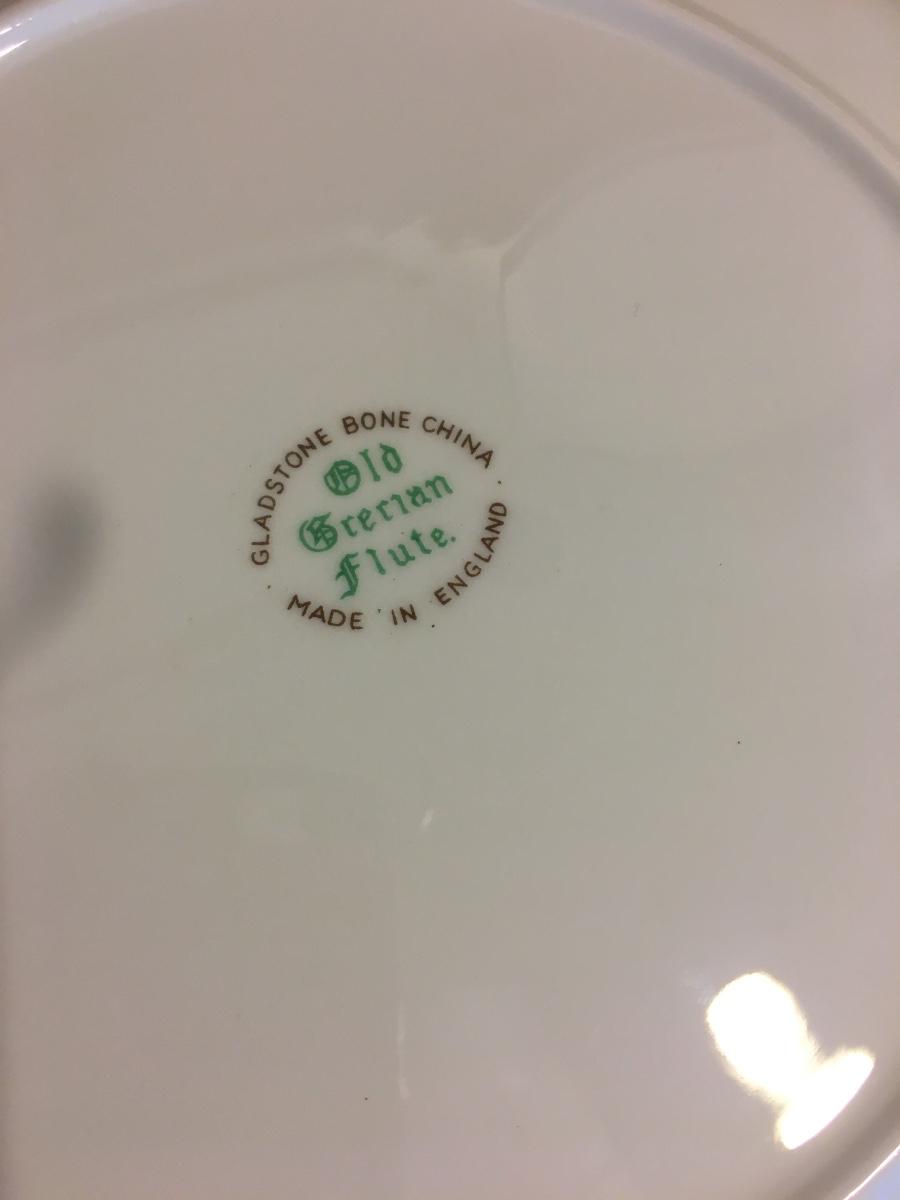 GLADSTONE BONE CHINA
Old
Grecian
Flute.
MADE IN ENGLAND